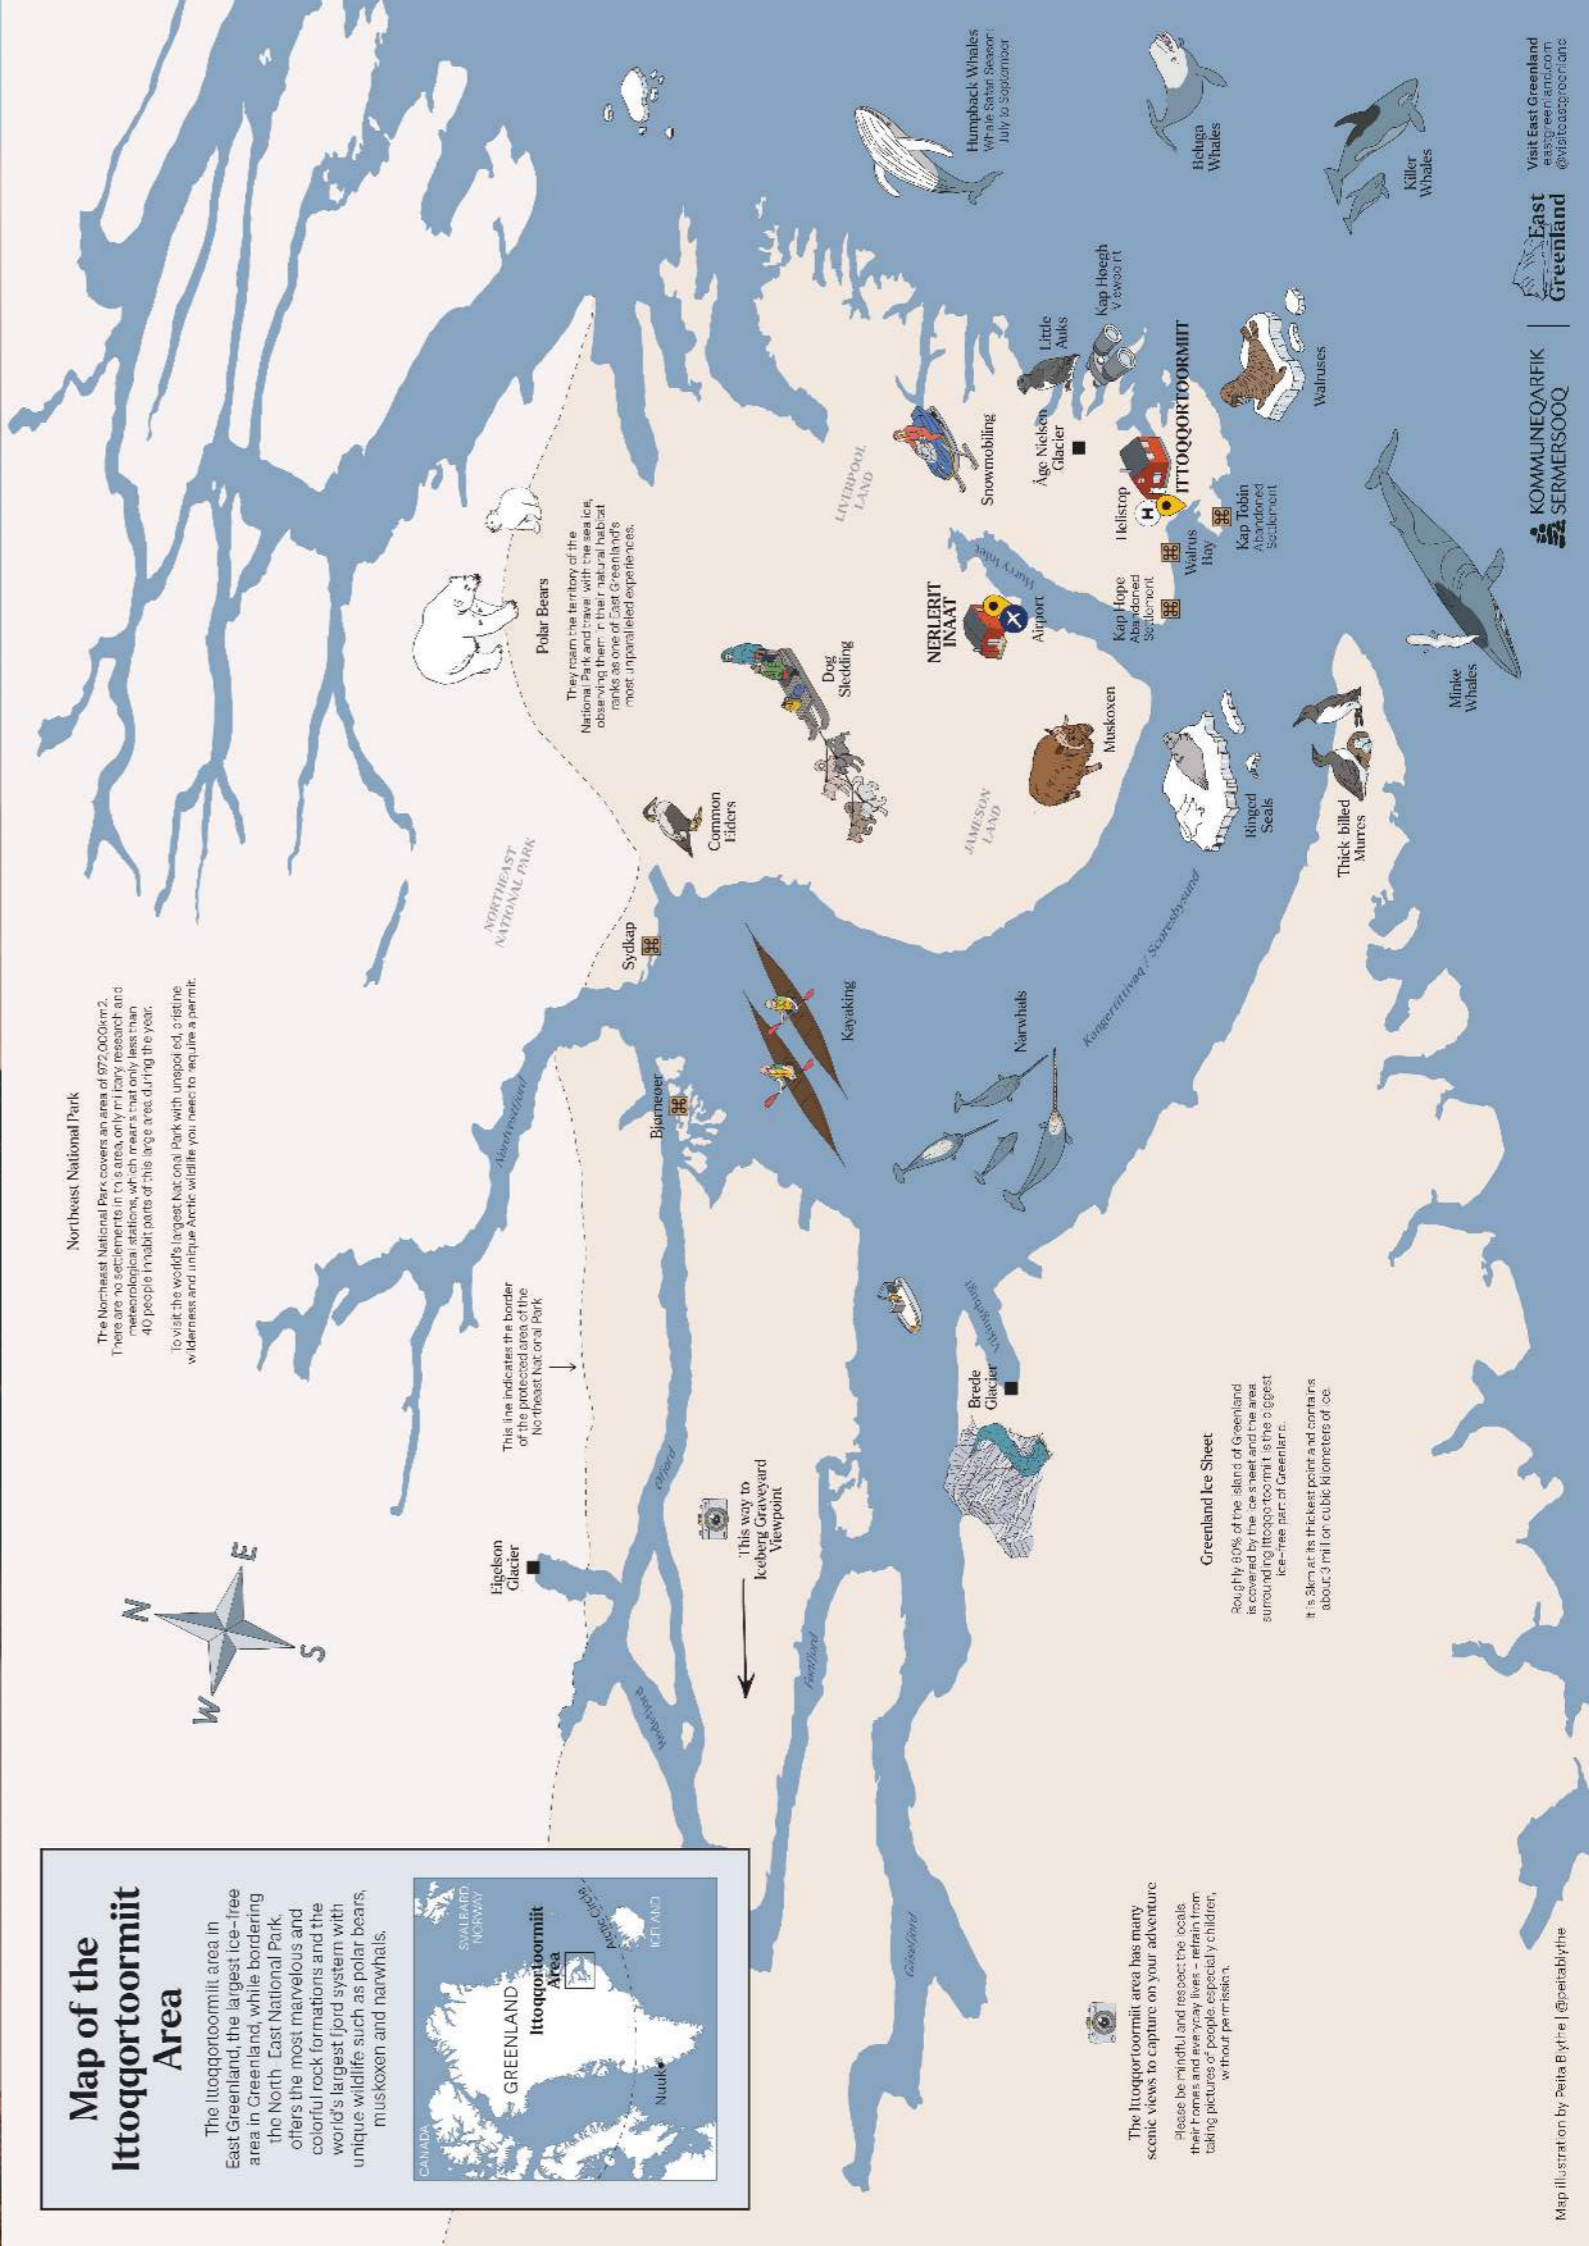 Map of the
Ittoqqortoormiit
Area
The Ittoqqortoormiit area in
East Greenland, the largest ice-free
area in Greenland, while bordering
the North-East National Park,
offers the most marvelous and
colorful rock formations and the
world's largest fjord system with
unique wildlife such as polar bears,
muskoxen and narwhals.
CANADA
GREENLAND
SVALBARD
NORWAY
Ittoqqortoormiit
Area
Arctic Circle
ICELAND
Nuuk
N
E
S
W
Northeast National Park
The Northeast National Park covers an area of 972,000km2.
There are no settlements in this area, only military, research and
meteorological stations, which means that only less than
40 people inhabit parts of this large area during the year.
To visit the world's largest National Park with unspoiled, pristine
wilderness and unique Arctic wildlife you need to require a permit.
This line indicates the border
of the protected area of the
Northeast National Park
NORTHEAST
NATIONAL PARK
Polar Bears
They roam the territory of the
National Park and travel with the sea ice,
observing them in their natural habitat
ranks as one of East Greenland's
most unparalleled experiences.
Eigelson
Glacier
Nordvestfjord
Sydkap
Common
Eiders
Bjørneøer
Øfjord
This way to
Iceberg Graveyard
Viewpoint
Kayaking
Dog
Sledding
LIVERPOOL
LAND
Fønfjord
Gåsefjord
Brede
Glacier
Vikingebugt
Narwhals
JAMESON
LAND
NERLERIT
INAAT
Airport
Hurry Inlet
Snowmobiling
Åge Nielsen
Glacier
Little
Auks
Kap Hoegh
Viewpoint
Humpback Whales
Whale Safari Season:
July to September
Muskoxen
Kangertittivaq / Scoresbysund
Kap Hope
Abandoned
Settlement
Helistop
H
ITTOQQORTOORMIIT
Walrus
Bay
Kap Tobin
Abandoned
Settlement
Beluga
Whales
Ringed
Seals
Walruses
Thick-billed
Murres
Killer
Whales
Minke
Whales
Greenland Ice Sheet
Roughly 80% of the island of Greenland
is covered by the ice sheet and the area
surrounding Ittoqqortoormiit is the biggest
ice-free part of Greenland.
It is 3km at its thickest point and contains
about 3 million cubic kilometers of ice.
The Ittoqqortoormiit area has many
scenic views to capture on your adventure
Please be mindful and respect the locals,
their homes and everyday lives – refrain from
taking pictures of people, especially children,
without permission.
Map illustration by Peita Blythe | @peitablythe
KOMMUNEQARFIK
SERMERSOOQ
East
Greenland
Visit East Greenland
eastgreenland.com
@visiteastgreenland